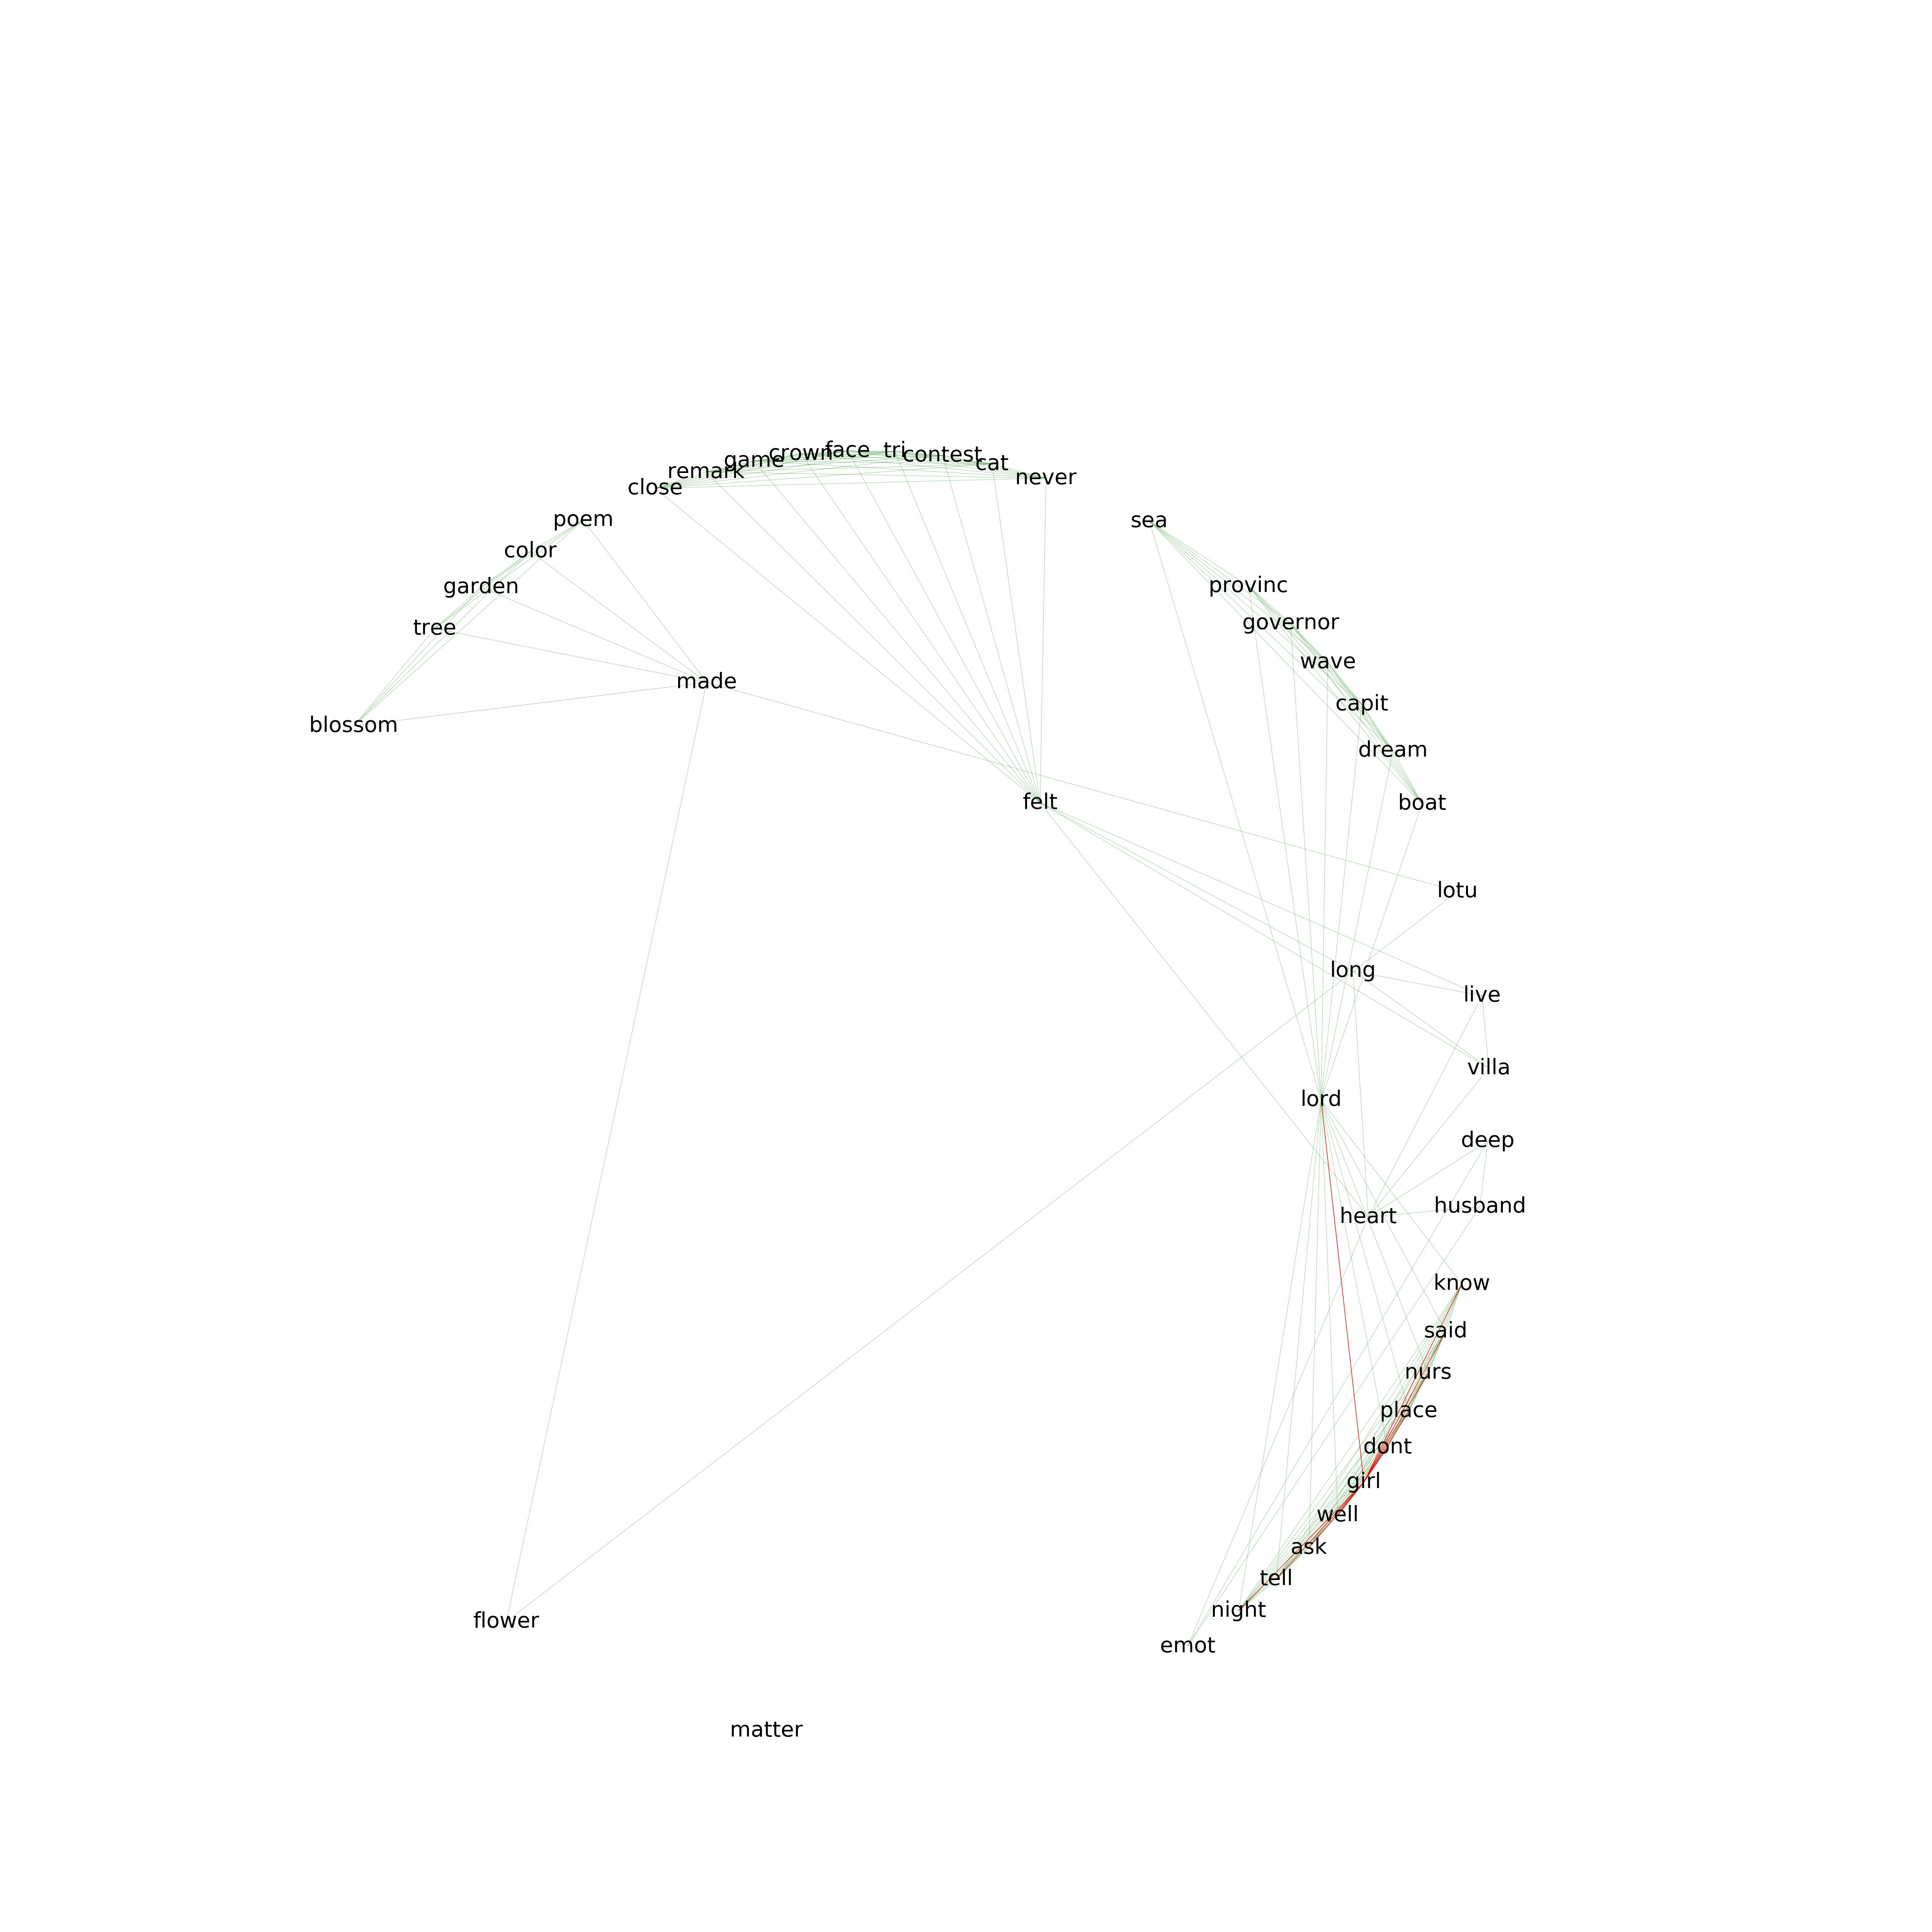 face
tri
crown
contest
game
cat
remark
never
close
poem
sea
color
provinc
garden
governor
tree
wave
made
capit
blossom
dream
felt
boat
lotu
long
live
villa
lord
deep
husband
heart
know
said
nurs
place
dont
girl
well
ask
tell
night
flower
emot
matter